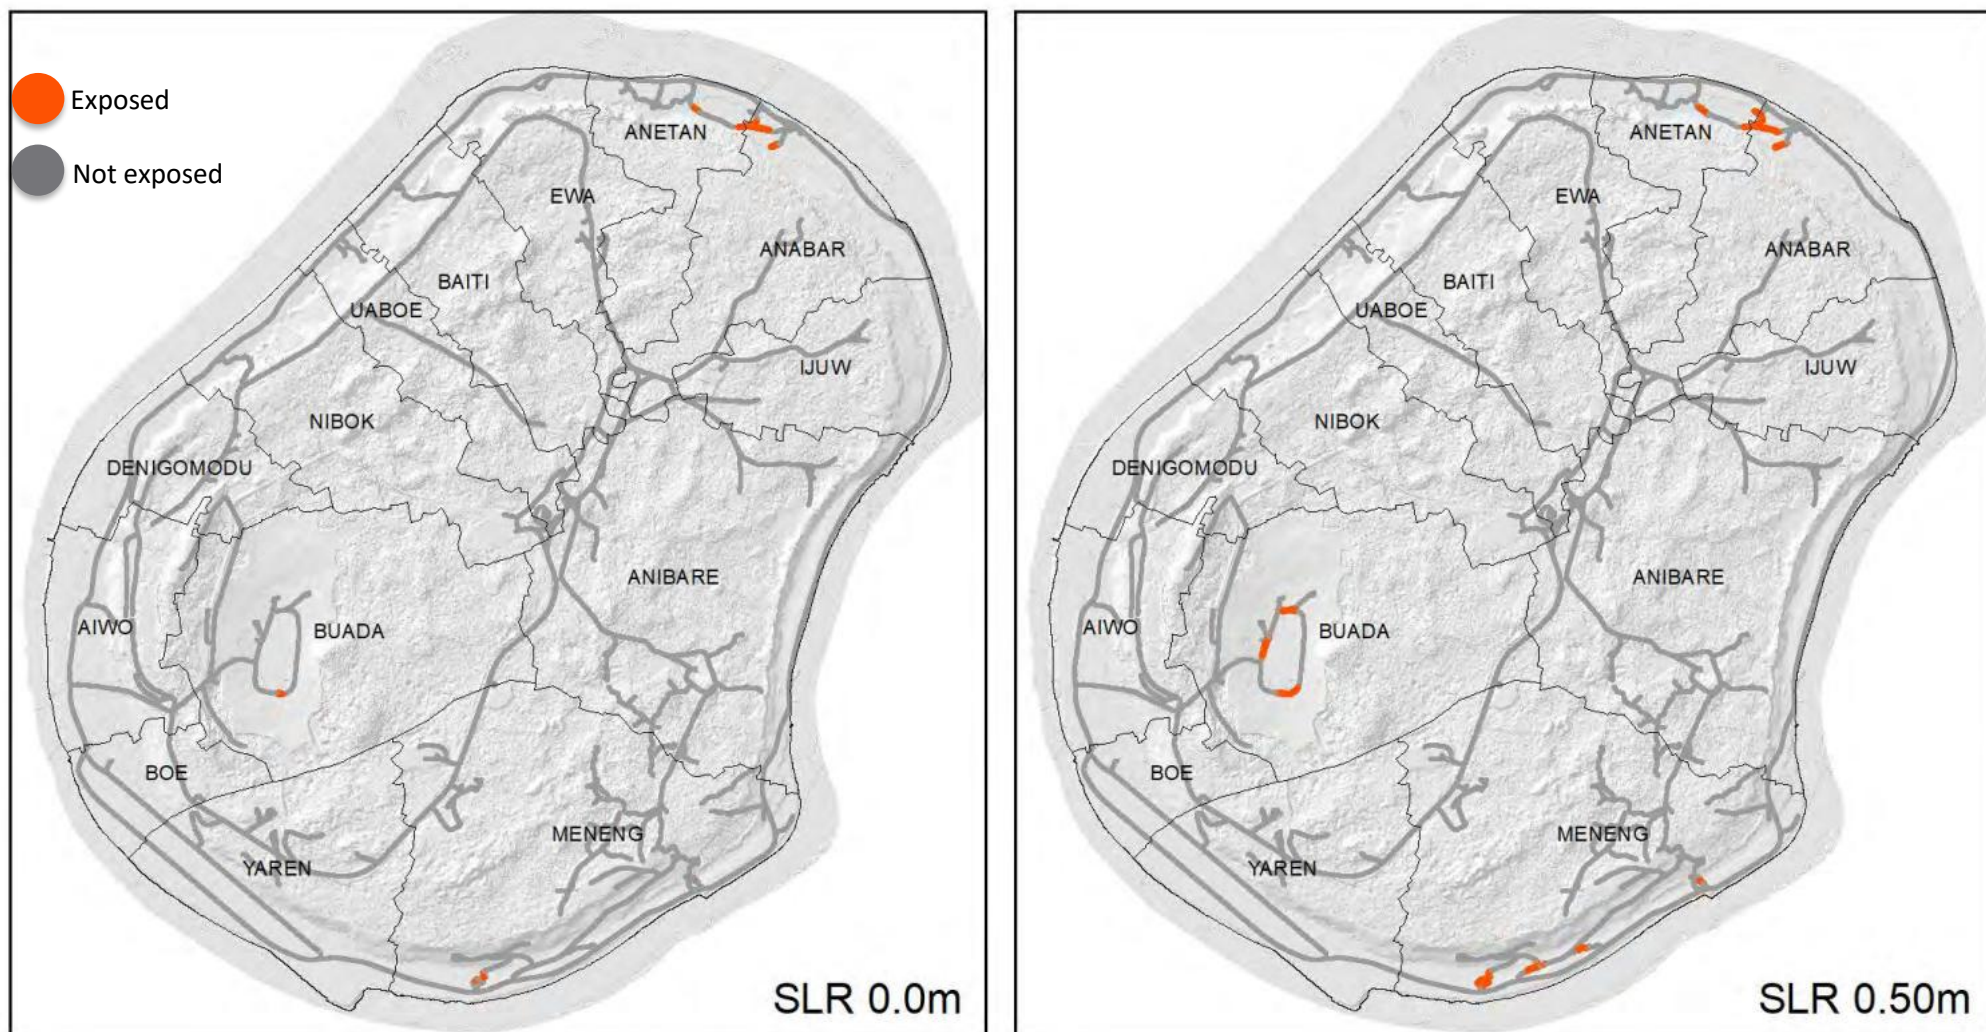 Exposed
Not exposed
ANETAN
EWA
ANABAR
BAITI
UABOE
IJUW
NIBOK
DENIGOMODU
ANIBARE
AIWO
BUADA
BOE
MENENG
YAREN
SLR 0.0m
ANETAN
EWA
ANABAR
BAITI
UABOE
IJUW
NIBOK
DENIGOMODU
ANIBARE
AIWO
BUADA
BOE
MENENG
YAREN
SLR 0.50m